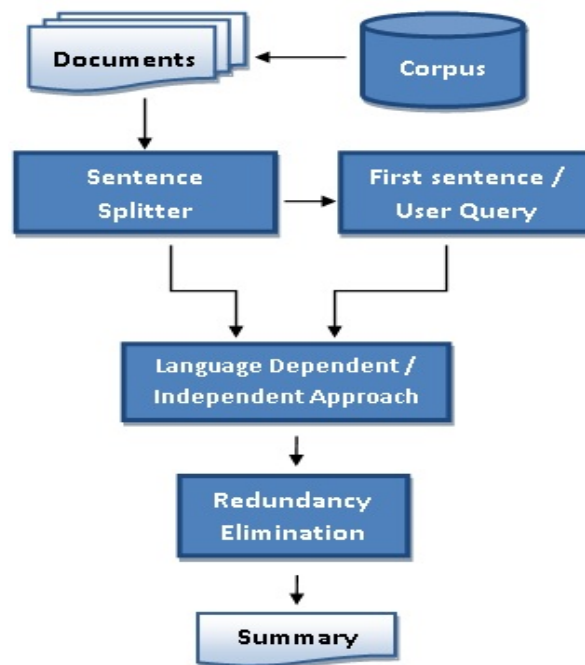 Documents
Corpus
Sentence
Splitter
First sentence /
User Query
Language Dependent /
Independent Approach
Redundancy
Elimination
Summary